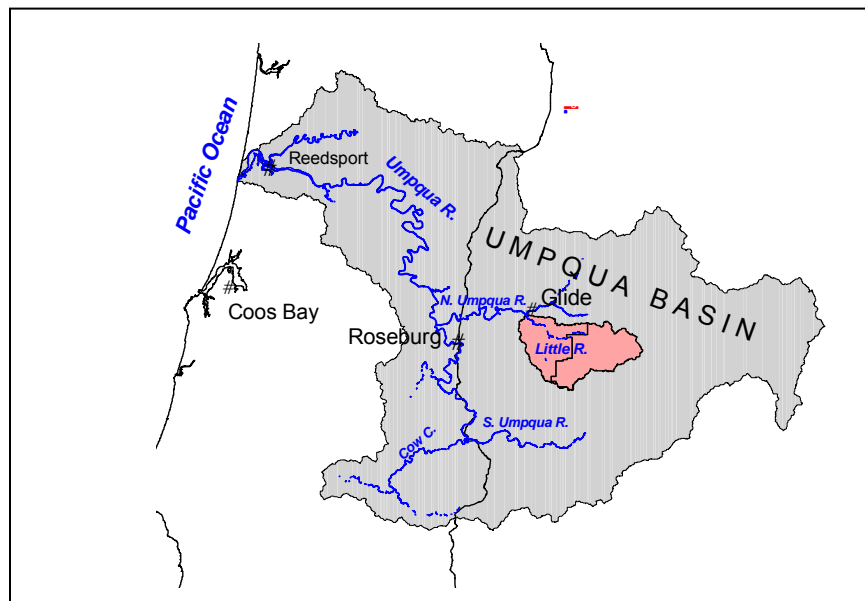 Pacific Ocean
Reedsport
Umpqua R.
UMPQUA BASIN
N. Umpqua R.
Glide
Coos Bay
Roseburg
Little R.
S. Umpqua R.
Cow C.